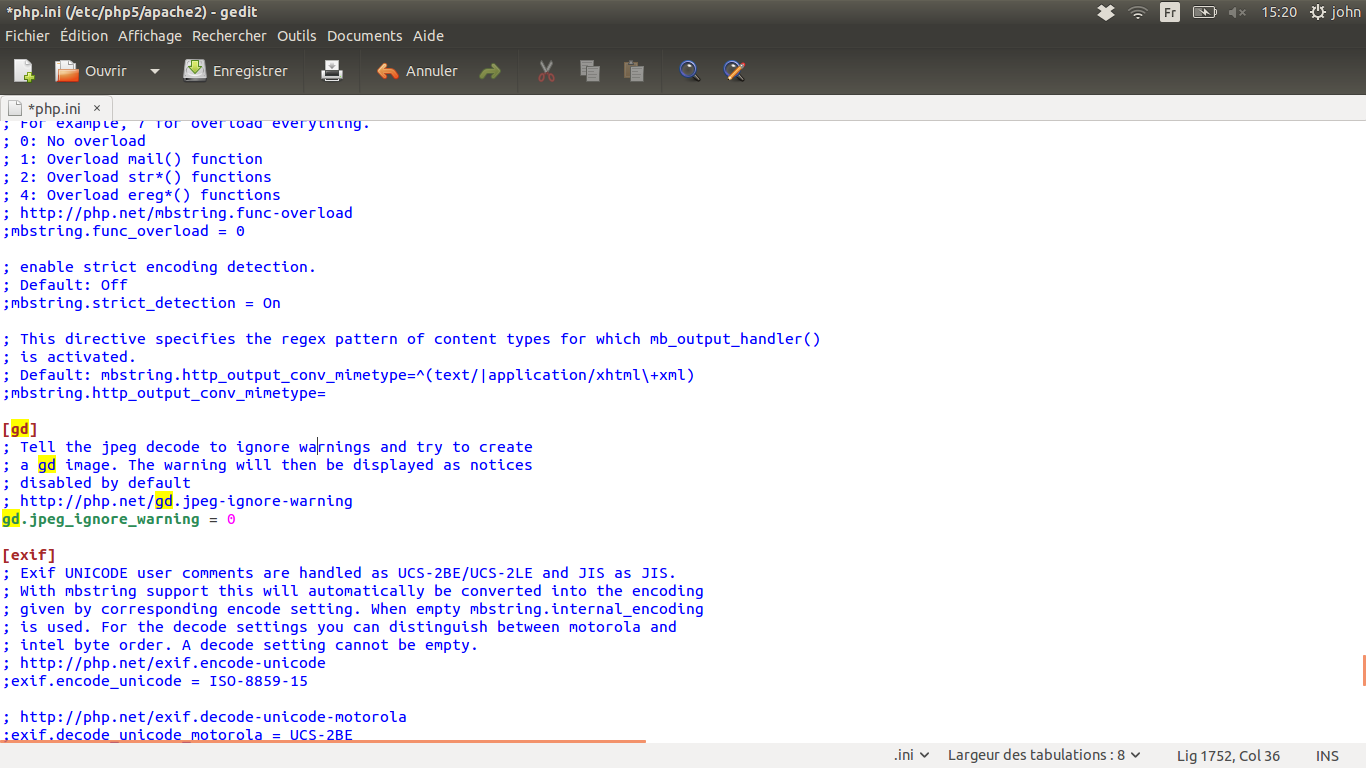 *php.ini (/etc/php5/apache2) - gedit
Fr
15:20
john
Fichier Édition Affichage Rechercher Outils Documents Aide
Ouvrir Enregistrer Annuler
*php.ini ×
; For example, 7 for overload everything.
; 0: No overload
; 1: Overload mail() function
; 2: Overload str*() functions
; 4: Overload ereg*() functions
; http://php.net/mbstring.func-overload
;mbstring.func_overload = 0
; enable strict encoding detection.
; Default: Off
;mbstring.strict_detection = On
; This directive specifies the regex pattern of content types for which mb_output_handler()
; is activated.
; Default: mbstring.http_output_conv_mimetype=^(text/|application/xhtml\+xml)
;mbstring.http_output_conv_mimetype=
[gd]
; Tell the jpeg decode to ignore warnings and try to create
; a gd image. The warning will then be displayed as notices
; disabled by default
; http://php.net/gd.jpeg-ignore-warning
gd.jpeg_ignore_warning = 0
[exif]
; Exif UNICODE user comments are handled as UCS-2BE/UCS-2LE and JIS as JIS.
; With mbstring support this will automatically be converted into the encoding
; given by corresponding encode setting. When empty mbstring.internal_encoding
; is used. For the decode settings you can distinguish between motorola and
; intel byte order. A decode setting cannot be empty.
; http://php.net/exif.encode-unicode
;exif.encode_unicode = ISO-8859-15
; http://php.net/exif.decode-unicode-motorola
;exif.decode_unicode_motorola = UCS-2BE
.ini Largeur des tabulations : 8 Lig 1752, Col 36 INS